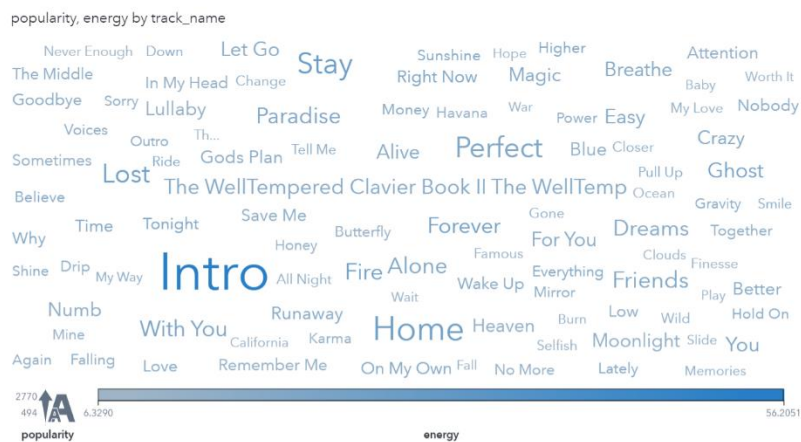 popularity, energy by track_name
Never Enough Down Let Go Stay Sunshine Hope Higher Attention
The Middle In My Head Change Right Now Magic Breathe Baby Worth It
Goodbye Sorry Lullaby Paradise Money Havana War Power Easy My Love Nobody
Voices Outro Th... Tell Me Alive Perfect Blue Closer Crazy
Sometimes Ride Gods Plan Pull Up Ghost
Lost The WellTempered Clavier Book II The WellTemp Ocean
Believe Save Me Gone Gravity Smile
Why Time Tonight Butterfly Forever For You Dreams Together
Honey Famous Clouds Finesse
Shine Drip My Way Intro All Night Fire Alone Wake Up Everything Friends
Wait Mirror Play Better
Numb Runaway Low Wild Hold On
Mine With You California Karma Home Heaven Burn Selfish Moonlight Slide You
Again Falling Love Remember Me On My Own Fall No More Lately Memories
2770
494 A A 6.3290 56.2051
popularity energy